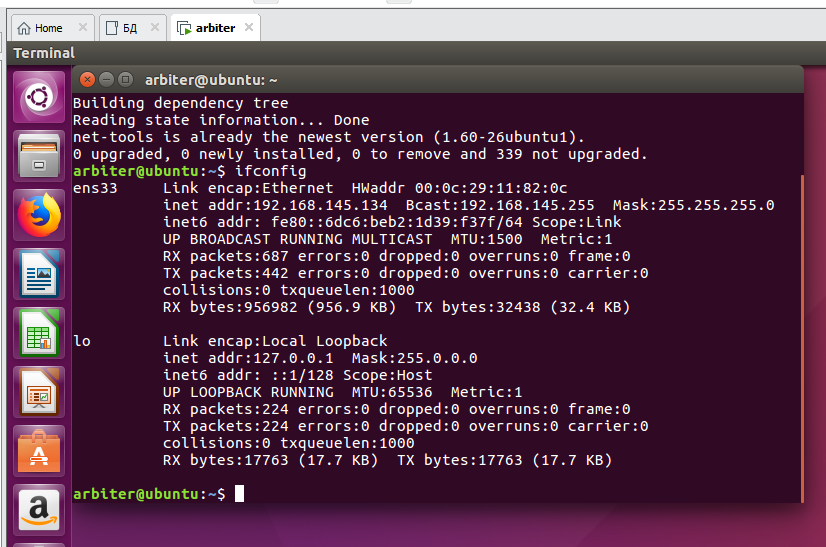 Home БД arbiter
Terminal
arbiter@ubuntu: ~
Building dependency tree
Reading state information... Done
net-tools is already the newest version (1.60-26ubuntu1).
0 upgraded, 0 newly installed, 0 to remove and 339 not upgraded.
arbiter@ubuntu:~$ ifconfig
ens33     Link encap:Ethernet  HWaddr 00:0c:29:11:82:0c
          inet addr:192.168.145.134  Bcast:192.168.145.255  Mask:255.255.255.0
          inet6 addr: fe80::6dc6:beb2:1d39:f37f/64 Scope:Link
          UP BROADCAST RUNNING MULTICAST  MTU:1500  Metric:1
          RX packets:687 errors:0 dropped:0 overruns:0 frame:0
          TX packets:442 errors:0 dropped:0 overruns:0 carrier:0
          collisions:0 txqueuelen:1000
          RX bytes:956982 (956.9 KB)  TX bytes:32438 (32.4 KB)
lo        Link encap:Local Loopback
          inet addr:127.0.0.1  Mask:255.0.0.0
          inet6 addr: ::1/128 Scope:Host
          UP LOOPBACK RUNNING  MTU:65536  Metric:1
          RX packets:224 errors:0 dropped:0 overruns:0 frame:0
          TX packets:224 errors:0 dropped:0 overruns:0 carrier:0
          collisions:0 txqueuelen:1000
          RX bytes:17763 (17.7 KB)  TX bytes:17763 (17.7 KB)
arbiter@ubuntu:~$